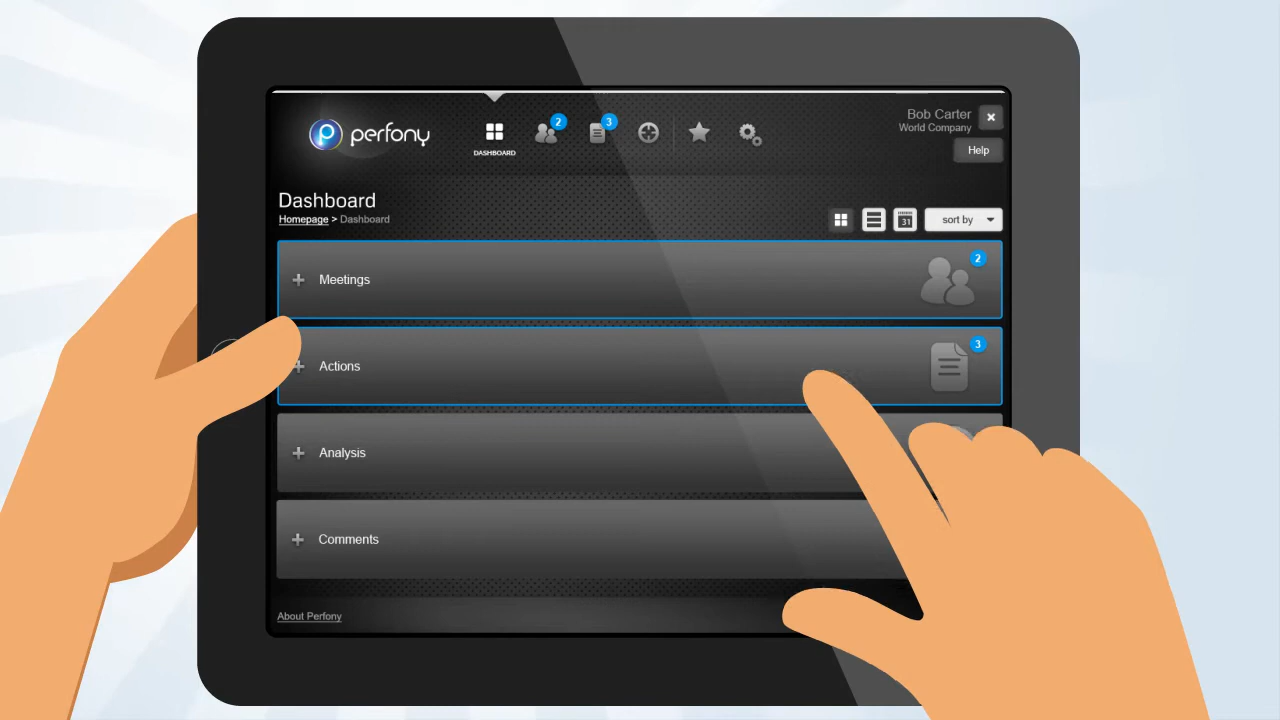 perfony
DASHBOARD
2
3
Bob Carter
World Company
Help
Dashboard
Homepage > Dashboard
31
sort by
Meetings
2
Actions
3
Analysis
Comments
About Perfony